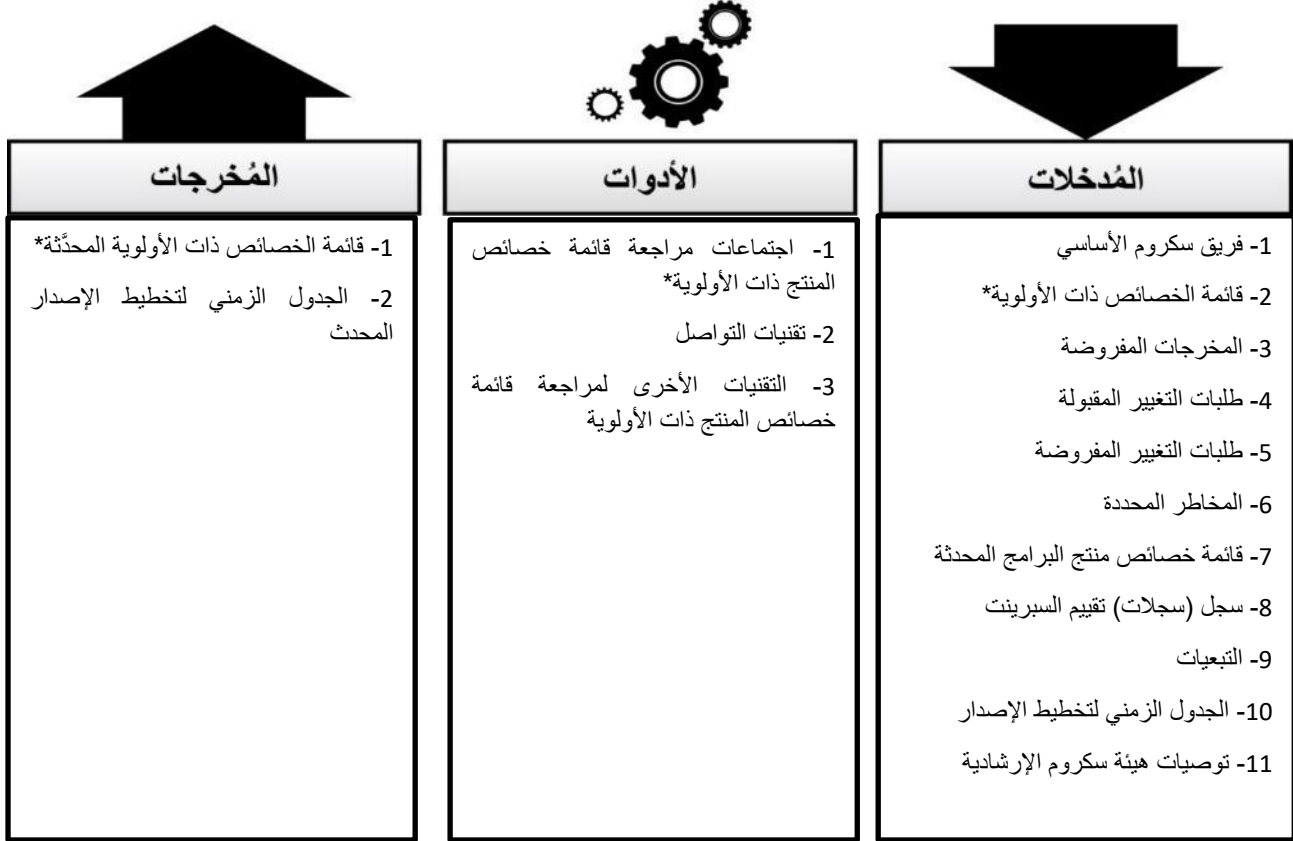 المُدخلات
1- فريق سكروم الأساسي
2- قائمة الخصائص ذات الأولوية*
3- المخرجات المفروضة
4- طلبات التغيير المقبولة
5- طلبات التغيير المفروضة
6- المخاطر المحددة
7- قائمة خصائص منتج البرامج المحدثة
8- سجل (سجلات) تقييم السبرينت
9- التبعيات
10- الجدول الزمني لتخطيط الإصدار
11- توصيات هيئة سكروم الإرشادية
الأدوات
1- اجتماعات مراجعة قائمة خصائص
المنتج ذات الأولوية*
2- تقنيات التواصل
3- التقنيات الأخرى لمراجعة قائمة
خصائص المنتج ذات الأولوية
المُخرجات
1- قائمة الخصائص ذات الأولوية المحدَّثة*
2- الجدول الزمني لتخطيط الإصدار
المحدث